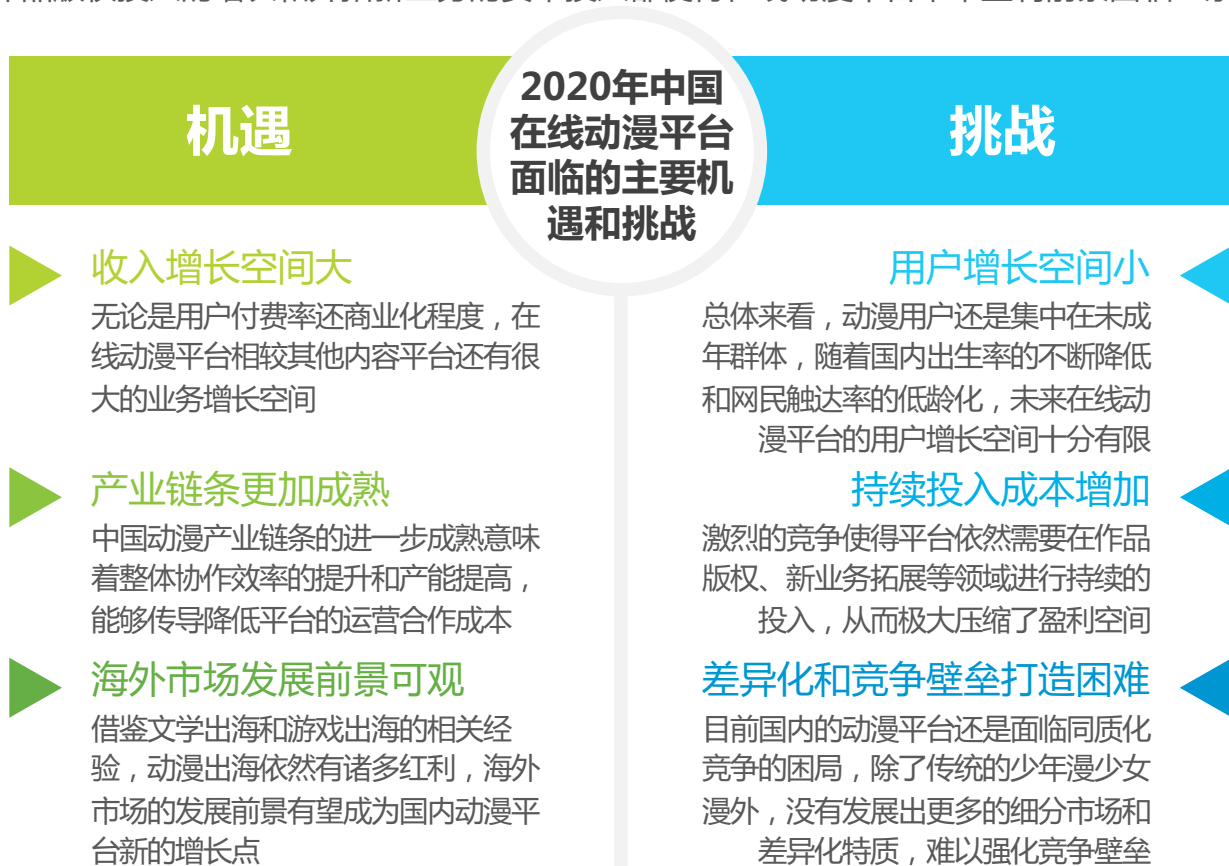 机遇
2020年中国
在线动漫平台
面临的主要机
遇和挑战
挑战
收入增长空间大
无论是用户付费率还商业化程度，在
线动漫平台相较其他内容平台还有很
大的业务增长空间
产业链条更加成熟
中国动漫产业链条的进一步成熟意味
着整体协作效率的提升和产能提高，
能够传导降低平台的运营合作成本
海外市场发展前景可观
借鉴文学出海和游戏出海的相关经
验，动漫出海依然有诸多红利，海外
市场的发展前景有望成为国内动漫平
台新的增长点
用户增长空间小
总体来看，动漫用户还是集中在未成
年群体，随着国内出生率的不断降低
和网民触达率的低龄化，未来在线动
漫平台的用户增长空间十分有限
持续投入成本增加
激烈的竞争使得平台依然需要在作品
版权、新业务拓展等领域进行持续的
投入，从而极大压缩了盈利空间
差异化和竞争壁垒打造困难
目前国内的动漫平台还是面临同质化
竞争的困局，除了传统的少年漫少女
漫外，没有发展出更多的细分市场和
差异化特质，难以强化竞争壁垒